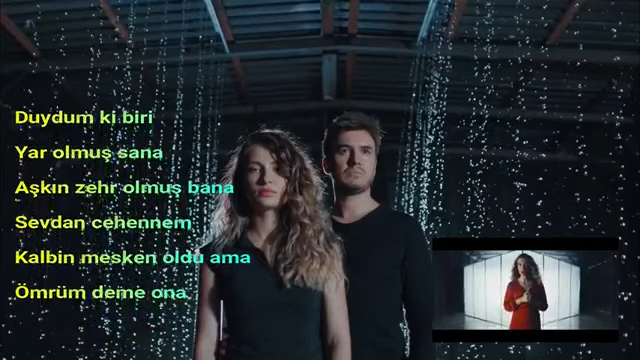 Duydum ki biri
Yar olmuş sana
Aşkın zehr olmuş bana
Sevdan cehennem
Kalbin mesken oldu ama
Ömrüm deme ona